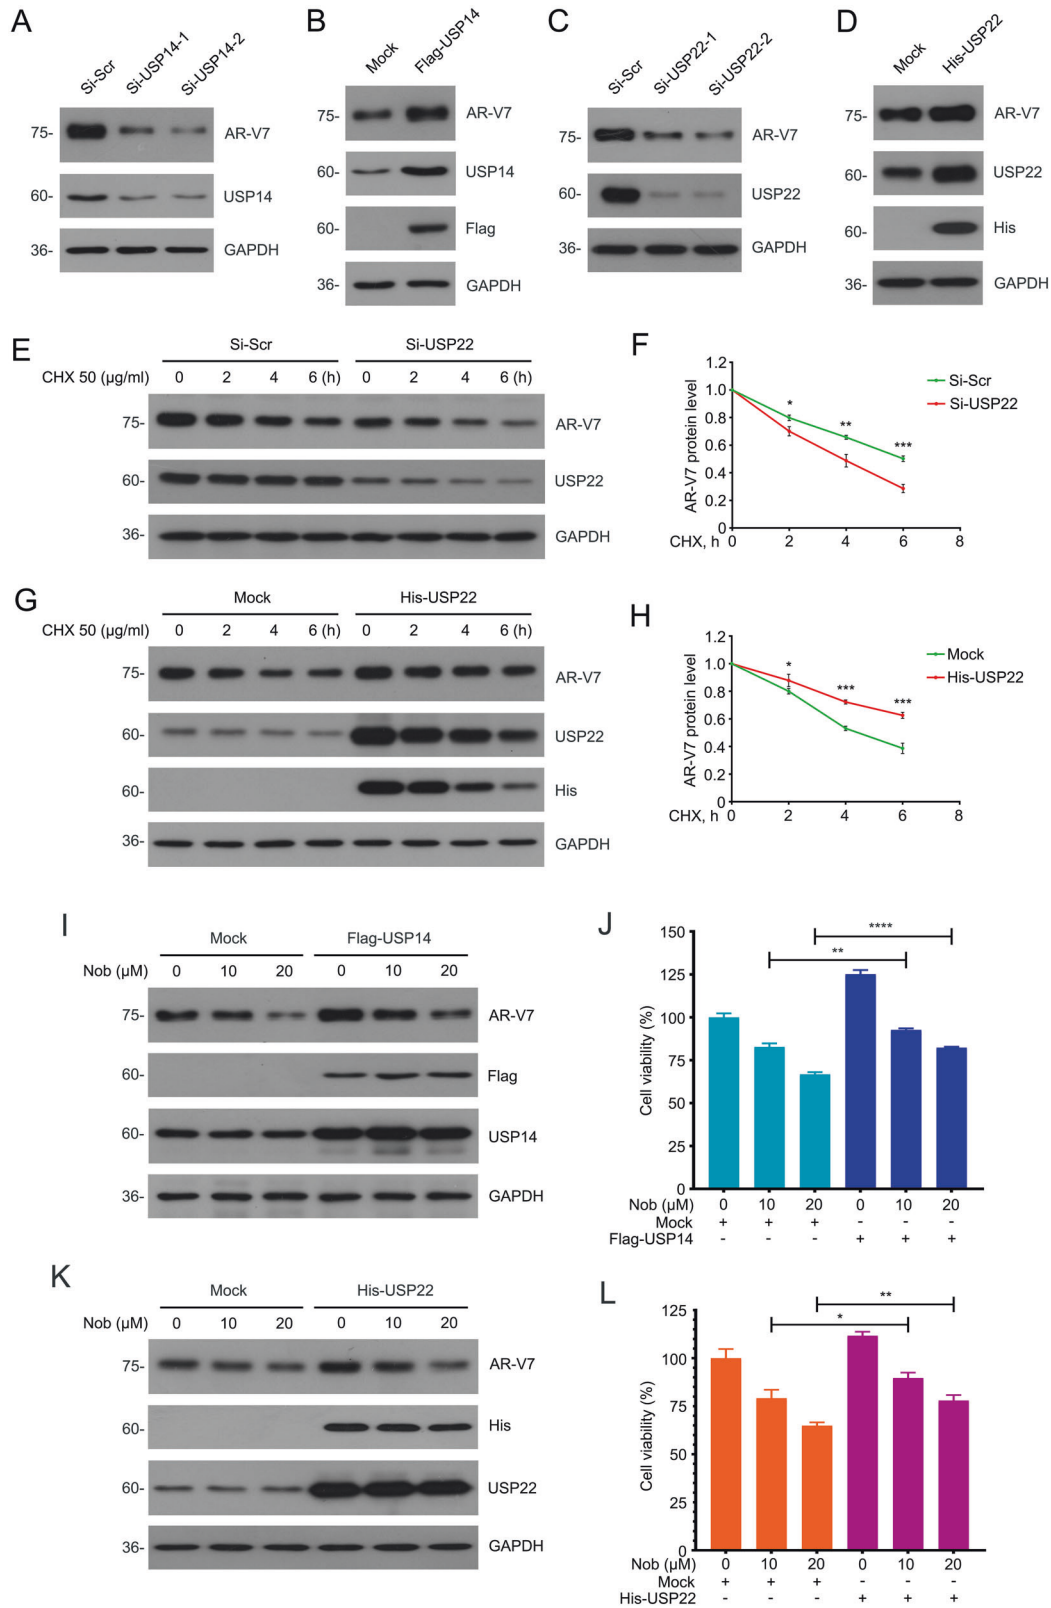 A
Si-Scr
Si-USP14-1
Si-USP14-2
75-
AR-V7
60-
USP14
36-
GAPDH
B
Mock
Flag-USP14
75-
AR-V7
60-
USP14
60-
Flag
36-
GAPDH
C
Si-Scr
Si-USP22-1
Si-USP22-2
75-
AR-V7
60-
USP22
36-
GAPDH
D
Mock
His-USP22
75-
AR-V7
60-
USP22
60-
His
36-
GAPDH
E
Si-Scr Si-USP22
CHX 50 (μg/ml) 0 2 4 6 (h) 0 2 4 6 (h)
75- AR-V7
60- USP22
36- GAPDH
F
1.2
1.0
0.8
0.6
0.4
0.2
0
AR-V7 protein level
Si-Scr
Si-USP22
* ** ***
CHX, h 0 2 4 6 8
G
Mock His-USP22
CHX 50 (μg/ml) 0 2 4 6 (h) 0 2 4 6 (h)
75- AR-V7
60- USP22
60- His
36- GAPDH
H
1.2
1.0
0.8
0.6
0.4
0.2
0
AR-V7 protein level
Mock
His-USP22
* *** ***
CHX, h 0 2 4 6 8
I
Mock Flag-USP14
Nob (μM) 0 10 20 0 10 20
75- AR-V7
60- Flag
60- USP14
36- GAPDH
J
150
125
100
75
50
25
0
Cell viability (%)
****
**
Nob (μM) 0 10 20 0 10 20
Mock + + + - - -
Flag-USP14 - - - + + +
K
Mock His-USP22
Nob (μM) 0 10 20 0 10 20
75- AR-V7
60- His
60- USP22
36- GAPDH
L
125
100
75
50
25
0
Cell viability (%)
**
*
Nob (μM) 0 10 20 0 10 20
Mock + + + - - -
His-USP22 - - - + + +